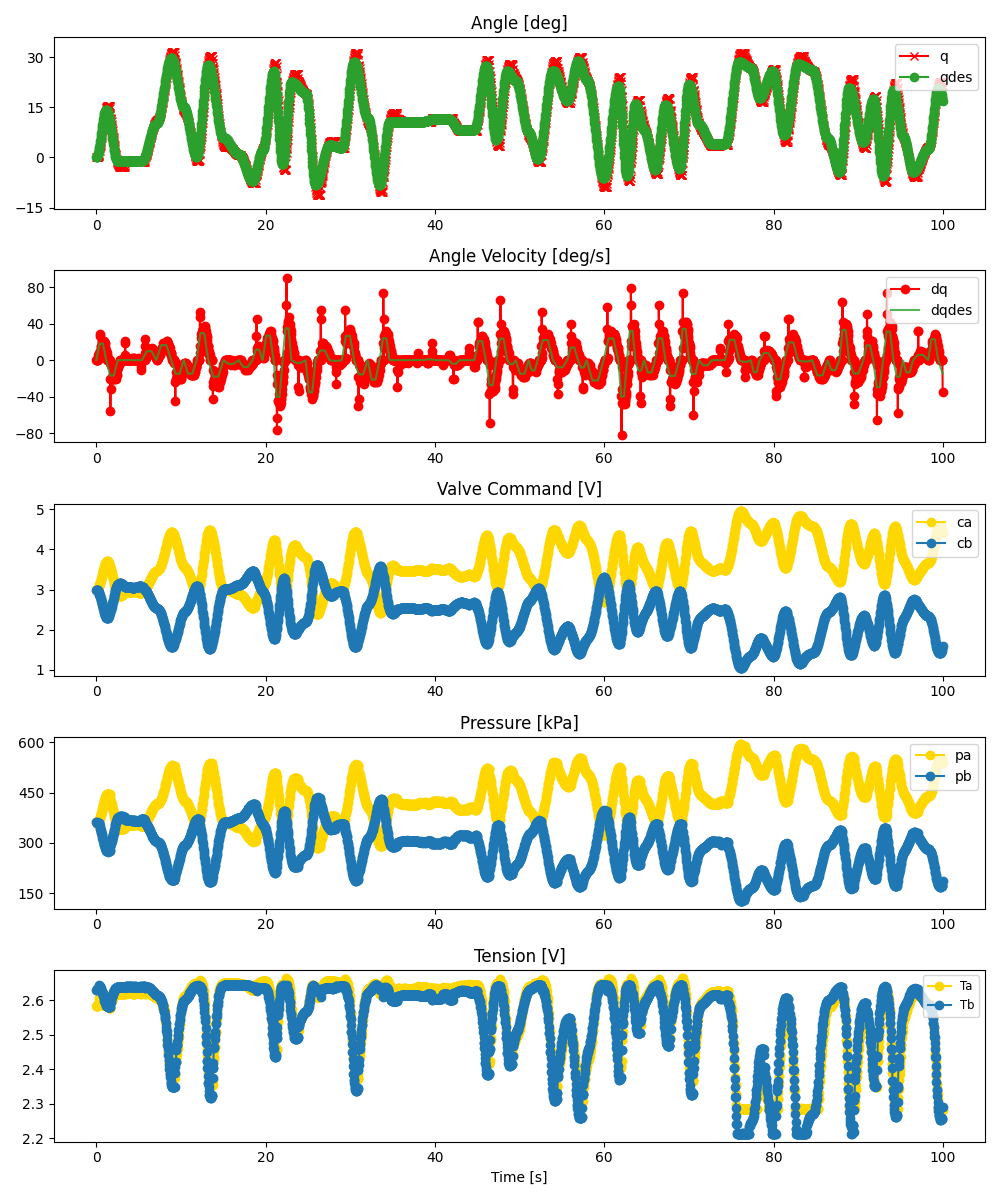 Angle [deg]
30
15
0
−15
q
qdes
0 20 40 60 80 100
Angle Velocity [deg/s]
80
40
0
−40
−80
dq
dqdes
0 20 40 60 80 100
Valve Command [V]
5
4
3
2
1
ca
cb
0 20 40 60 80 100
Pressure [kPa]
600
450
300
150
pa
pb
0 20 40 60 80 100
Tension [V]
2.6
2.5
2.4
2.3
2.2
Ta
Tb
0 20 40 60 80 100
Time [s]